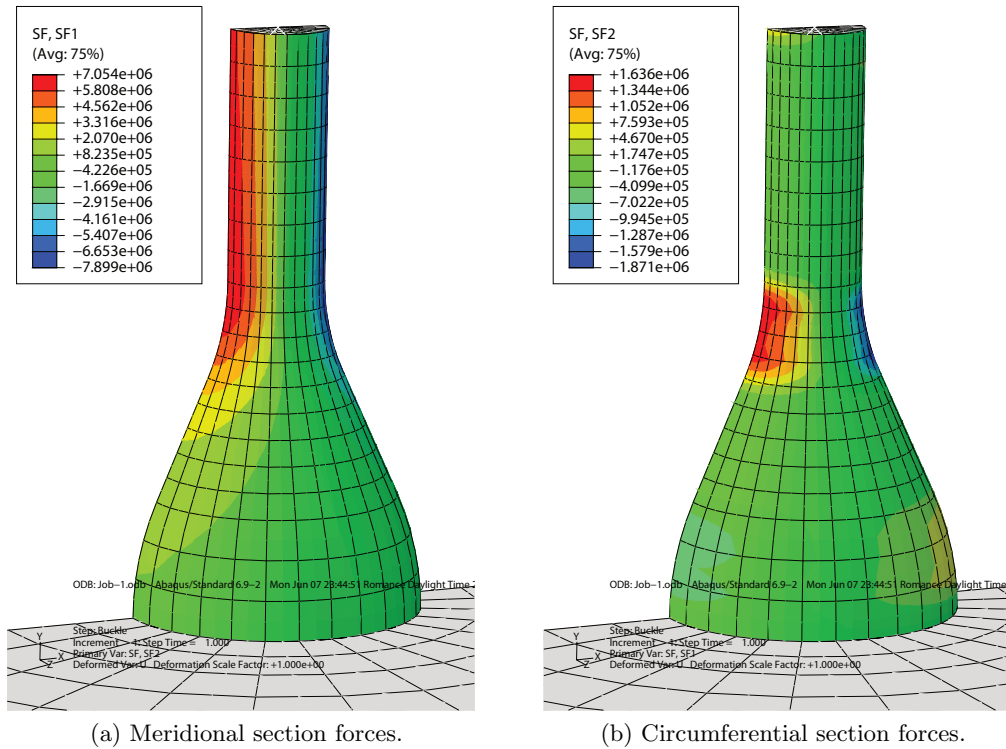 SF, SF1
(Avg: 75%)
+7.054e+06
+5.808e+06
+4.562e+06
+3.316e+06
+2.070e+06
+8.235e+05
−4.226e+05
−1.669e+06
−2.915e+06
−4.161e+06
−5.407e+06
−6.653e+06
−7.899e+06
ODB: Job−1.odb Abaqus/Standard 6.9−2 Mon Jun 07 23:44:51 Romance Daylight Time
Step: Buckle
Increment 1: Step Time = 1.000
Primary Var: SF, SF2
Deformed Var: U Deformation Scale Factor: +1.000e+00
Y
X
Z
(a) Meridional section forces.
SF, SF2
(Avg: 75%)
+1.636e+06
+1.344e+06
+1.052e+06
+7.593e+05
+4.670e+05
+1.747e+05
−1.176e+05
−4.099e+05
−7.022e+05
−9.945e+05
−1.287e+06
−1.579e+06
−1.871e+06
ODB: Job−1.odb Abaqus/Standard 6.9−2 Mon Jun 07 23:44:51 Romance Daylight Time
Step: Buckle
Increment 1: Step Time = 1.000
Primary Var: SF, SF1
Deformed Var: U Deformation Scale Factor: +1.000e+00
Y
X
Z
(b) Circumferential section forces.